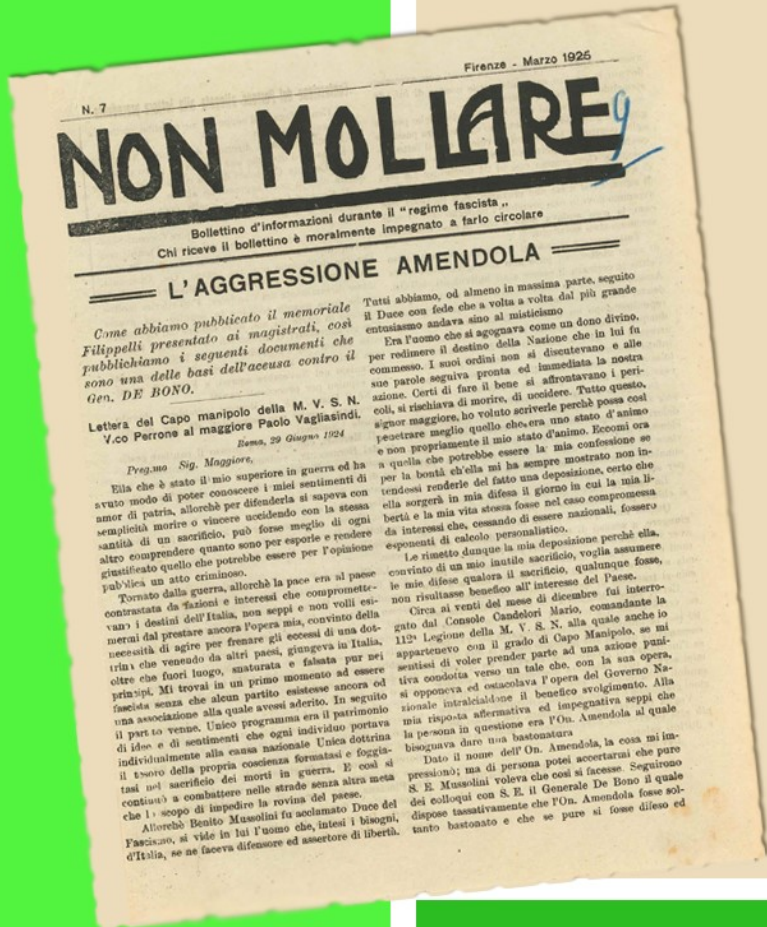 N. 7
Firenze - Marzo 1925
NON MOLLARE
9
Bollettino d'informazioni durante il "regime fascista„
Chi riceve il bollettino è moralmente impegnato a farlo circolare
L'AGGRESSIONE AMENDOLA
Come abbiamo pubblicato il memoriale
Filippelli presentato ai magistrati, così
pubblichiamo i seguenti documenti che
sono una delle basi dell'accusa contro il
Gen. DE BONO.
Lettera del Capo manipolo della M. V. S. N.
V.co Perrone al maggiore Paolo Vagliasindi.
Roma, 29 Giugno 1924
Preg.mo Sig. Maggiore,
Ella che è stato il mio superiore in guerra ed ha
avuto modo di poter conoscere i miei sentimenti di
amor di patria, allorchè per difenderla si sapeva con
semplicità morire o vincere uccidendo con la stessa
santità di un sacrificio, può forse meglio di ogni
altro comprendere quanto sono per esporle e rendere
giustificato quello che potrebbe essere per l'opinione
pubblica un atto criminoso.
Tornato dalla guerra, allorchè la pace era al paese
contrastata da fazioni e interessi che compromette-
vano i destini dell'Italia, non seppi e non volli esi-
mermi dal prestare ancora l'opera mia, convinto della
necessità di agire per frenare gli eccessi di una dot-
trina che venendo da altri paesi, giungeva in Italia,
oltre che fuori luogo, snaturata e falsata pur nei
principi. Mi trovai in un primo momento ad essere
fascista senza che alcun partito esistesse ancora od
una associazione alla quale avessi aderito. In seguito
il partito venne. Unico programma era il patrimonio
di idee e di sentimenti che ogni individuo portava
individualmente alla causa nazionale Unica dottrina
il tesoro della propria coscienza formatasi e foggia-
tasi nel sacrificio dei morti in guerra. E così si
continuò a combattere nelle strade senza altra meta
che lo scopo di impedire la rovina del paese.
Allorchè Benito Mussolini fu acclamato Duce del
Fascismo, si vide in lui l'uomo che, intesi i bisogni,
d'Italia, se ne faceva difensore ed assertore di libertà.
Tutti abbiamo, od almeno in massima parte, seguito
il Duce con fede che a volta a volta dal più grande
entusiasmo andava sino al misticismo
Era l'uomo che si agognava come un dono divino,
per redimere il destino della Nazione che in lui fu
commesso. I suoi ordini non si discutevano e alle
sue parole seguiva pronta ed immediata la nostra
azione. Certi di fare il bene si affrontavano i peri-
coli, si rischiava di morire, di uccidere. Tutto questo,
signor maggiore, ho voluto scriverle perchè possa così
penetrare meglio quello che era uno stato d'animo
e non propriamente il mio stato d'animo. Eccomi ora
a quella che potrebbe essere la mia confessione se
per la bontà ch'ella mi ha sempre mostrato non in-
tendessi renderle del fatto una deposizione, certo che
ella sorgerà in mia difesa il giorno in cui la mia li-
bertà e la mia vita stessa fosse nel caso compromessa
da interessi che, cessando di essere nazionali, fossero
esponenti di calcolo personalistico.
Le rimetto dunque la mia deposizione perchè ella,
convinto di un mio inutile sacrificio, voglia assumere
le mie difese qualora il sacrificio, qualunque fosse,
non risultasse benefico all'interesse del Paese.
Circa ai venti del mese di dicembre fui interro-
gato dal Console Candelori Mario, comandante la
112ª Legione della M. V. S. N. alla quale anche io
appartenevo con il grado di Capo Manipolo, se mi
sentissi di voler prender parte ad una azione puni-
tiva condotta verso un tale che, con la sua opera,
si opponeva ed ostacolava l'opera del Governo Na-
zionale intralciandone il benefico svolgimento. Alla
mia risposta affermativa ed impegnativa seppi che
la persona in questione era l'On. Amendola al quale
bisognava dare una bastonatura
Dato il nome dell'On. Amendola, la cosa mi im-
pressionò; ma di persona potei accertarmi che pure
S. E. Mussolini voleva che così si facesse. Seguirono
dei colloqui con S. E. il Generale De Bono il quale
dispose tassativamente che l'On. Amendola fosse sol-
tanto bastonato e che se pure si fosse difeso ed